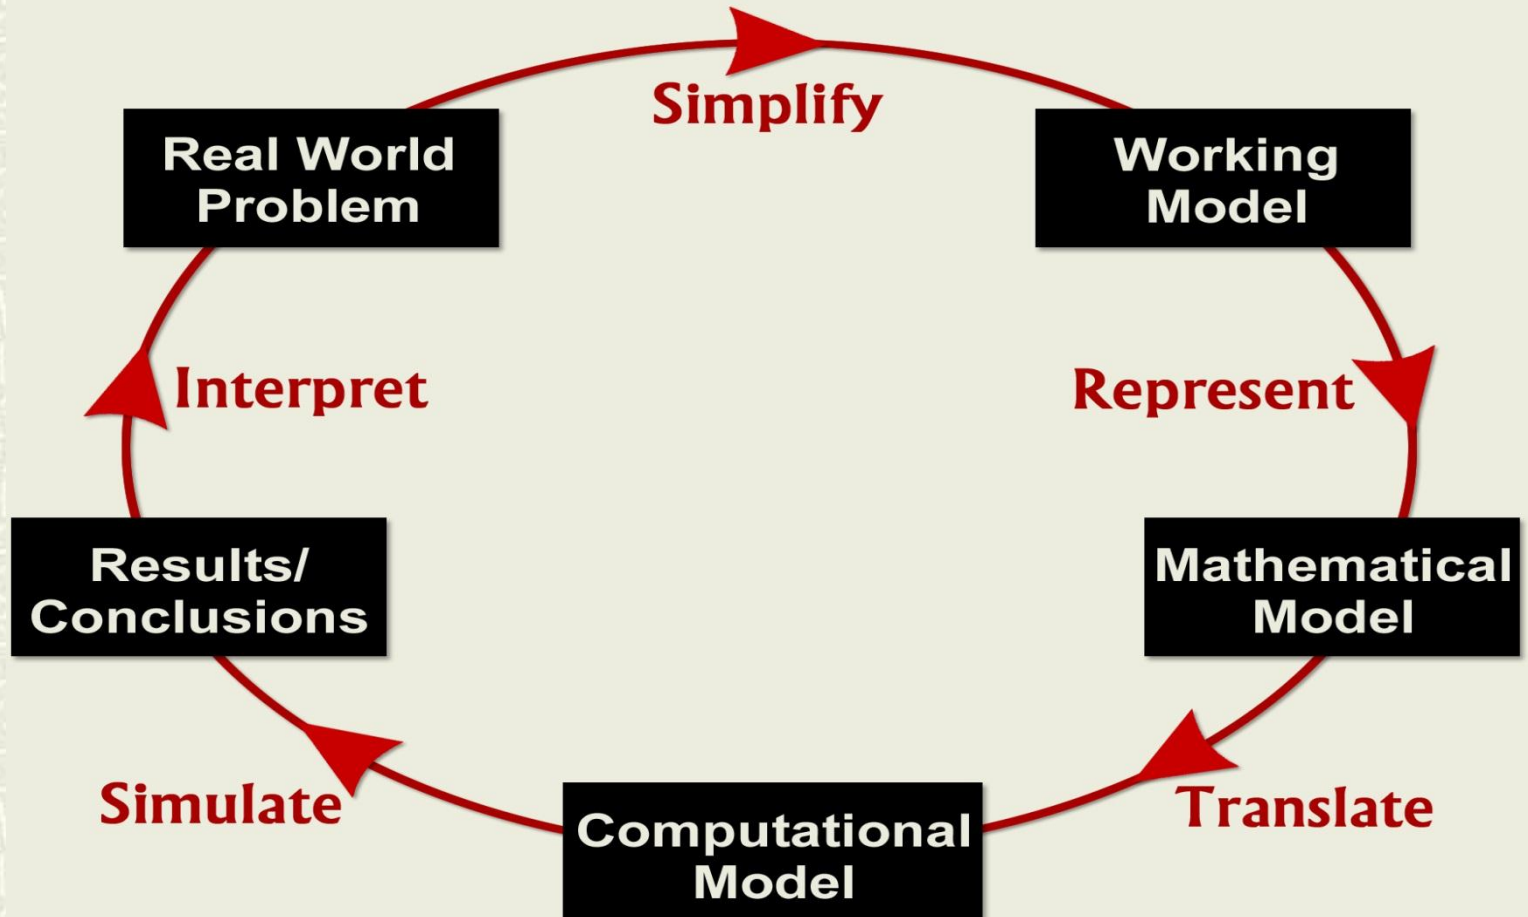 Simplify
Real World
Problem
Working
Model
Interpret
Represent
Results/
Conclusions
Mathematical
Model
Simulate
Translate
Computational
Model